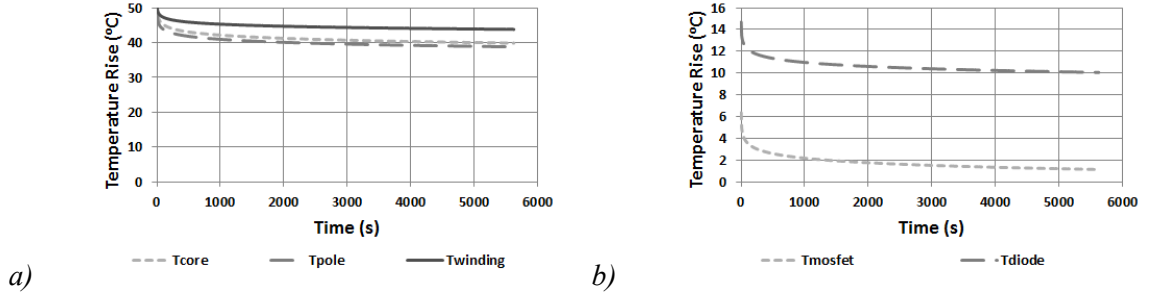 Temperature Rise (ºC)
50
40
30
20
10
0
0 1000 2000 3000 4000 5000 6000
Time (s)
Tcore Tpole Twinding
a)
Temperature Rise (ºC)
16
14
12
10
8
6
4
2
0
0 1000 2000 3000 4000 5000 6000
Time (s)
Tmosfet Tdiode
b)